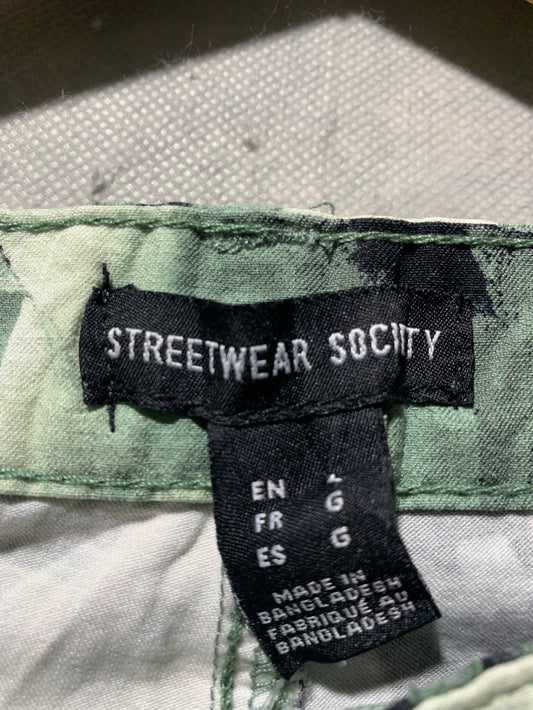 STREETWEAR SOCIETY
EN L
FR G
ES G
MADE IN
BANGLADESH
FABRIQUÉ AU
BANGLADESH